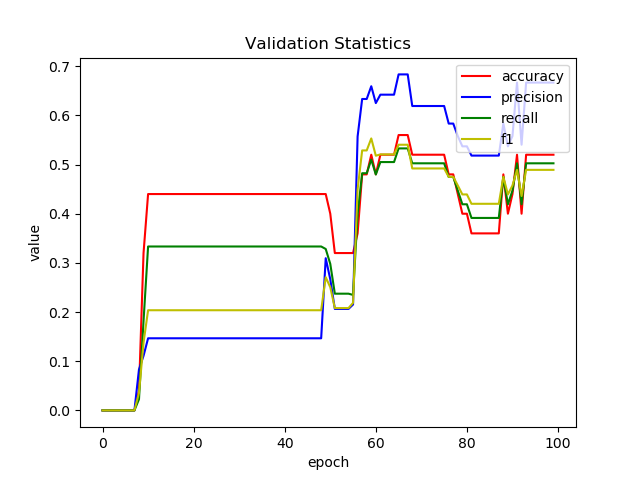 Validation Statistics
0.7
0.6
0.5
0.4
0.3
0.2
0.1
0.0
value
accuracy
precision
recall
f1
0 20 40 60 80 100
epoch